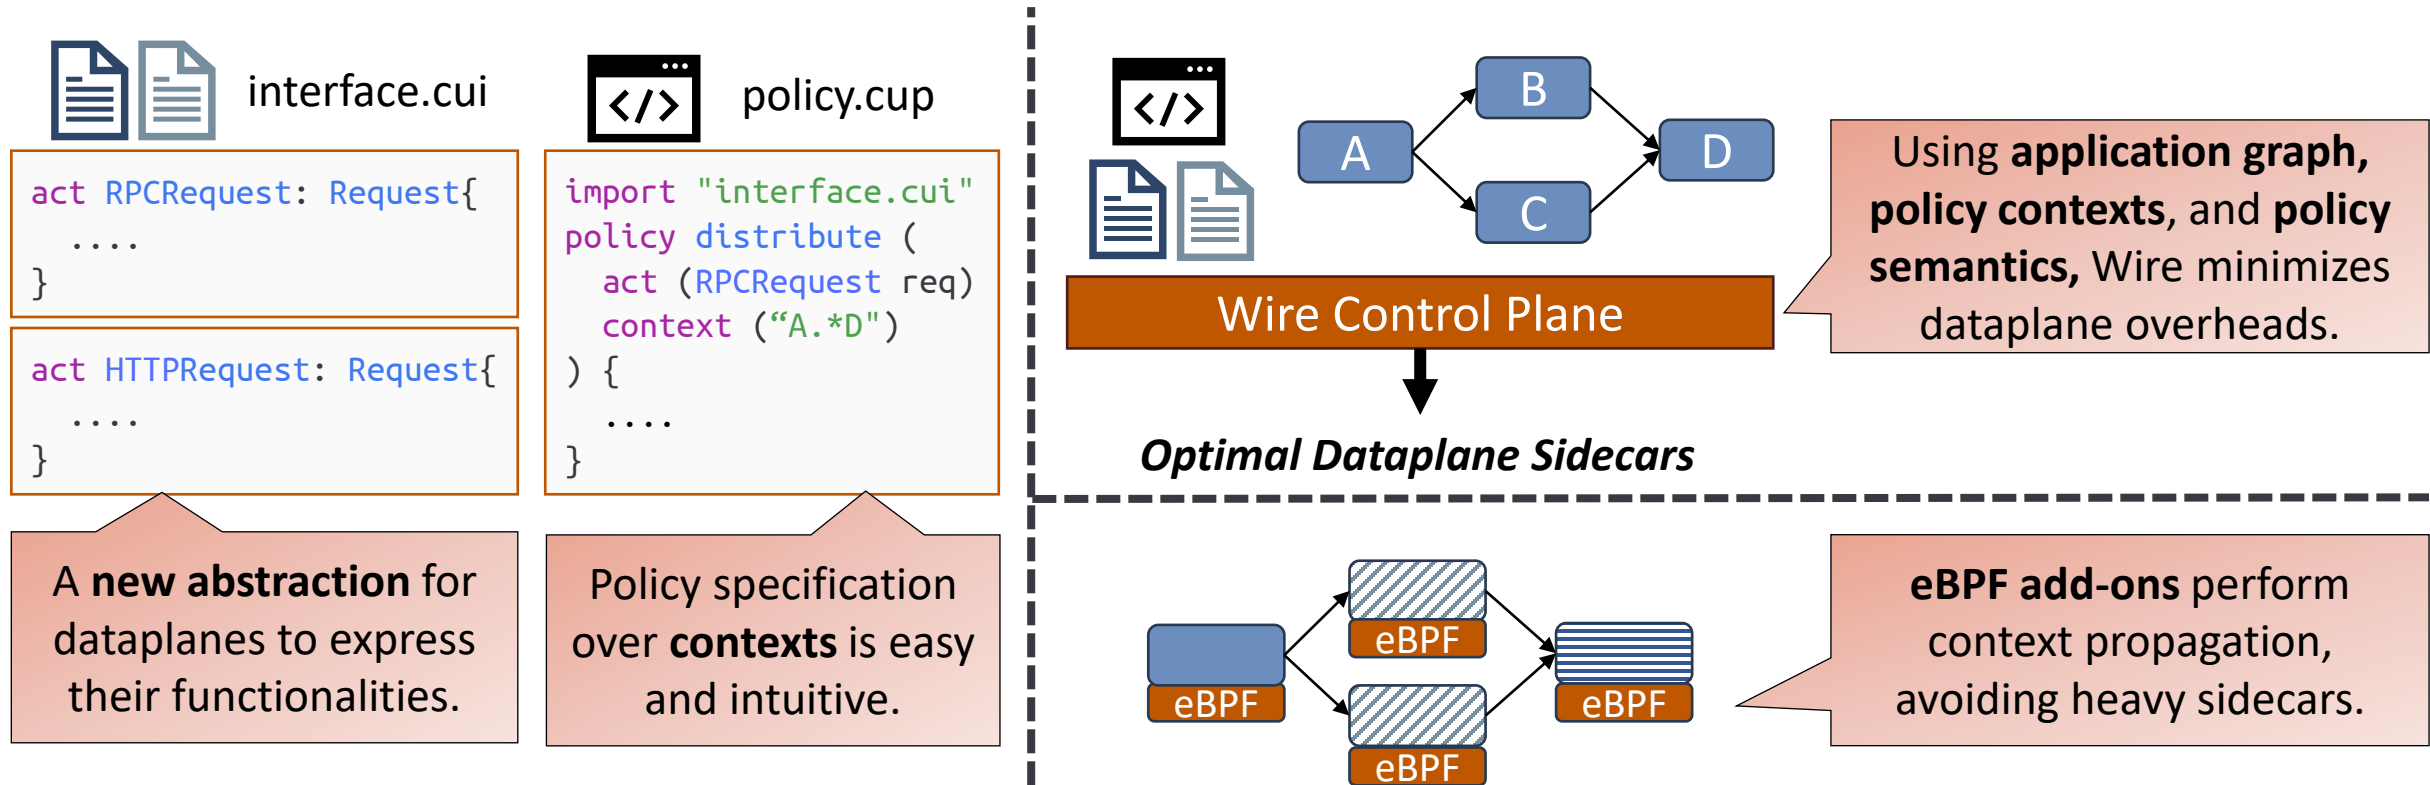 interface.cui
act RPCRequest: Request{
....
}
act HTTPRequest: Request{
....
}
A new abstraction for
dataplanes to express
their functionalities.
</>
policy.cup
import "interface.cui"
policy distribute (
act (RPCRequest req)
context (“A.*D")
) {
....
}
Policy specification
over contexts is easy
and intuitive.
</>
A
B
C
D
Wire Control Plane
Optimal Dataplane Sidecars
Using application graph,
policy contexts, and policy
semantics, Wire minimizes
dataplane overheads.
eBPF
eBPF
eBPF
eBPF
eBPF add-ons perform
context propagation,
avoiding heavy sidecars.